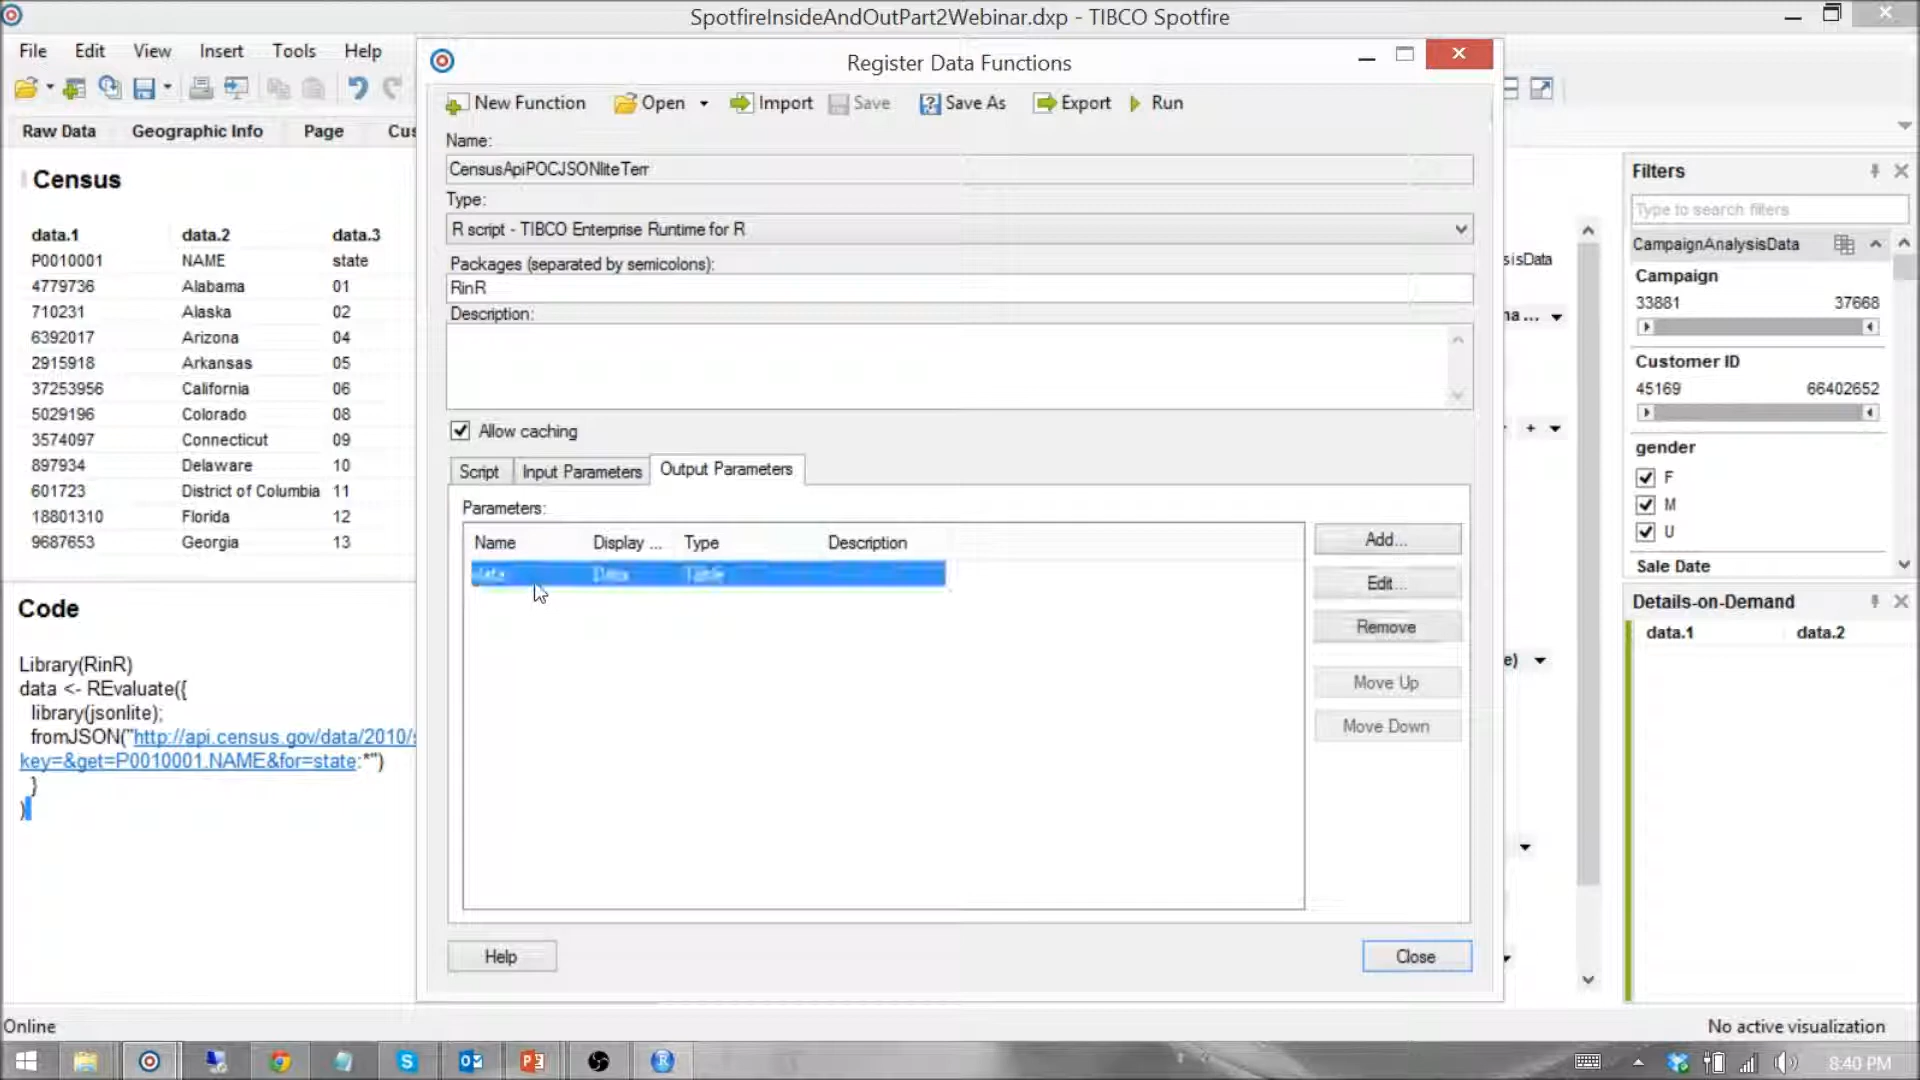 SpotfireInsideAndOutPart2Webinar.dxp - TIBCO Spotfire
File Edit View Insert Tools Help
Raw Data Geographic Info Page Cus
Census
data.1 data.2 data.3
P0010001 NAME state
4779736 Alabama 01
710231 Alaska 02
6392017 Arizona 04
2915918 Arkansas 05
37253956 California 06
5029196 Colorado 08
3574097 Connecticut 09
897934 Delaware 10
601723 District of Columbia 11
18801310 Florida 12
9687653 Georgia 13
Code
Library(RinR)
data <- REvaluate({
library(jsonlite);
fromJSON("http://api.census.gov/data/2010/
key=&get=P0010001.NAME&for=state:*")
}
)
Register Data Functions
New Function Open Import Save Save As Export Run
Name:
CensusApiPOCJSONliteTerr
Type:
R script - TIBCO Enterprise Runtime for R
Packages (separated by semicolons):
RinR
Description:
Allow caching
Script Input Parameters Output Parameters
Parameters:
Name Display ... Type Description
data Data Table
Add...
Edit...
Remove
Move Up
Move Down
Help
Close
sisData
na ...
+
e)
Filters
Type to search filters
CampaignAnalysisData
Campaign
33881 37668
Customer ID
45169 66402652
gender
F
M
U
Sale Date
Details-on-Demand
data.1 data.2
Online
No active visualization
8:40 PM